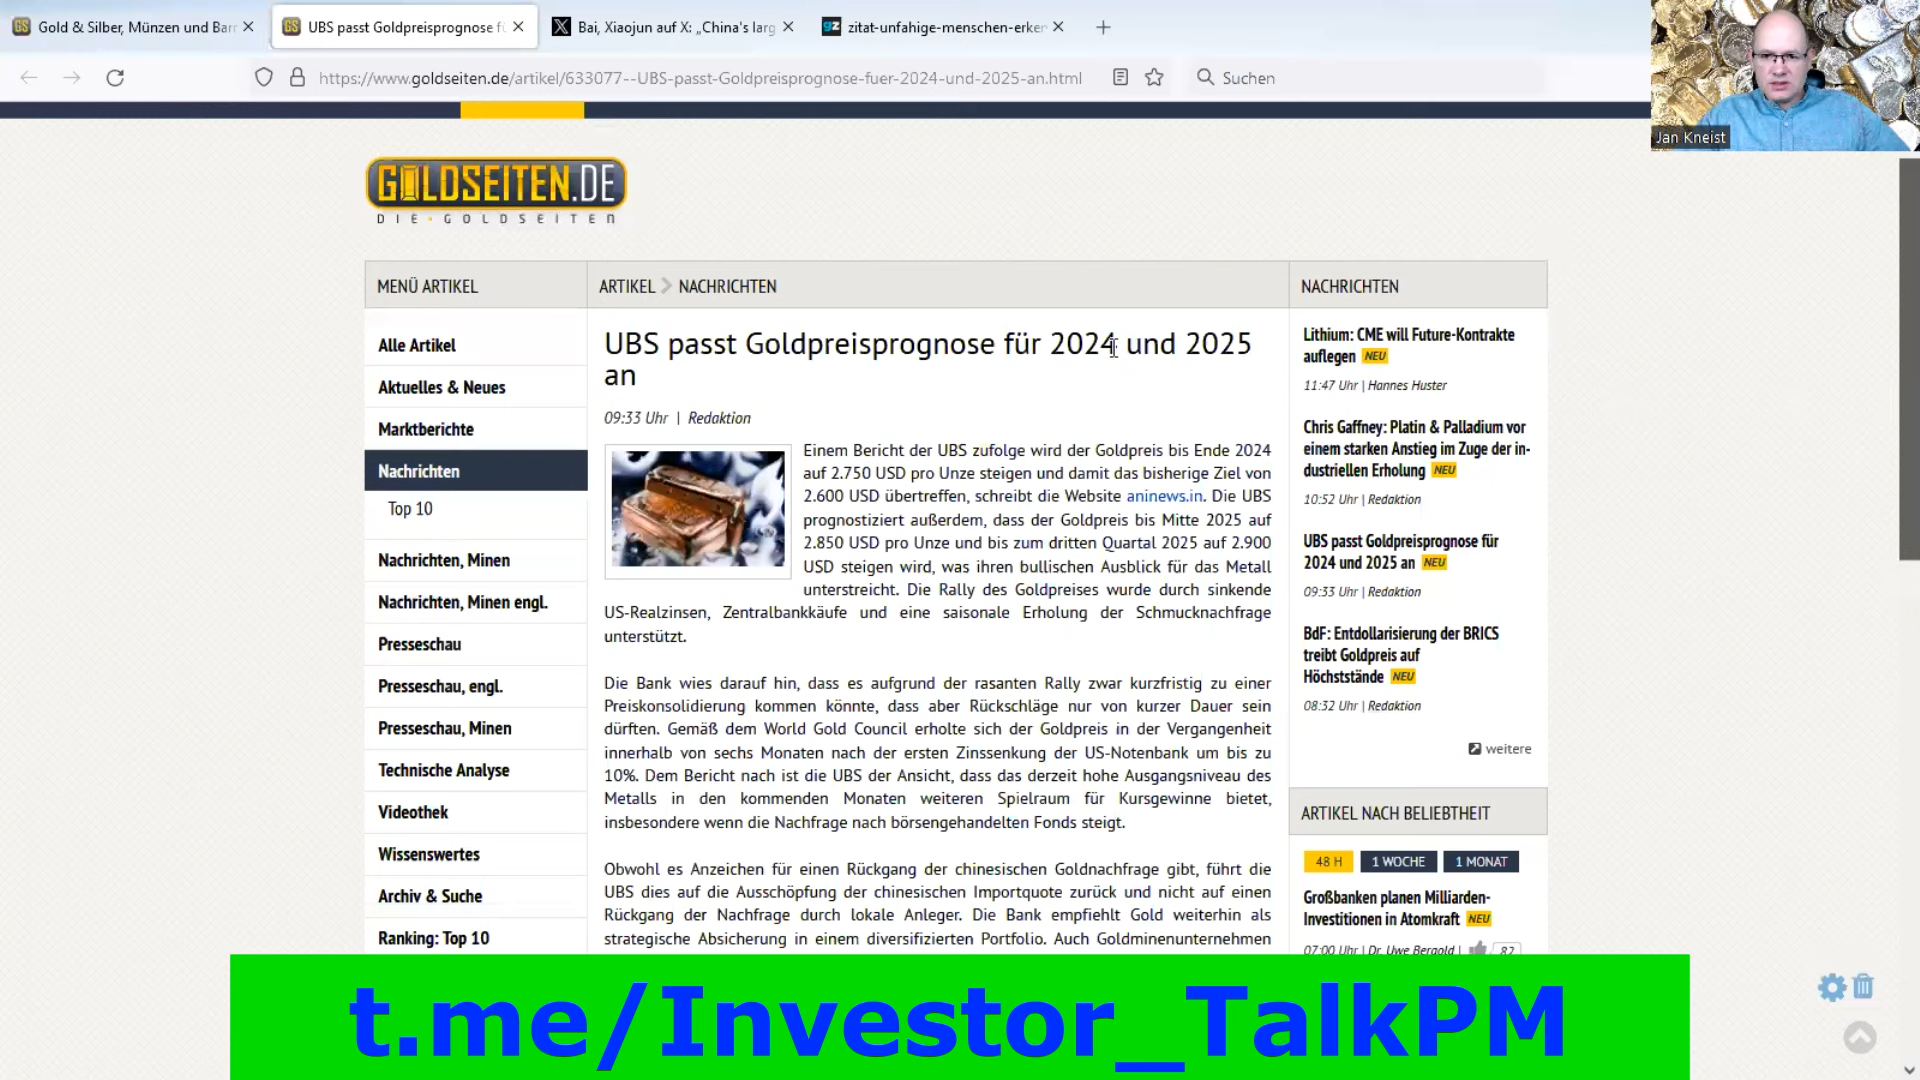 Gold & Silber, Münzen und Barr
UBS passt Goldpreisprognose fü
Bai, Xiaojun auf X: „China's larg
zitat-unfahige-menschen-erken
https://www.goldseiten.de/artikel/633077--UBS-passt-Goldpreisprognose-fuer-2024-und-2025-an.html
Suchen
Jan Kneist
GOLDSEITEN.DE
DIE·GOLDSEITEN
MENÜ ARTIKEL
Alle Artikel
Aktuelles & Neues
Marktberichte
Nachrichten
Top 10
Nachrichten, Minen
Nachrichten, Minen engl.
Presseschau
Presseschau, engl.
Presseschau, Minen
Technische Analyse
Videothek
Wissenswertes
Archiv & Suche
Ranking: Top 10
ARTIKEL NACHRICHTEN
UBS passt Goldpreisprognose für 2024 und 2025
an
09:33 Uhr | Redaktion
Einem Bericht der UBS zufolge wird der Goldpreis bis Ende 2024
auf 2.750 USD pro Unze steigen und damit das bisherige Ziel von
2.600 USD übertreffen, schreibt die Website aninews.in. Die UBS
prognostiziert außerdem, dass der Goldpreis bis Mitte 2025 auf
2.850 USD pro Unze und bis zum dritten Quartal 2025 auf 2.900
USD steigen wird, was ihren bullischen Ausblick für das Metall
unterstreicht. Die Rally des Goldpreises wurde durch sinkende
US-Realzinsen, Zentralbankkäufe und eine saisonale Erholung der Schmucknachfrage
unterstützt.
Die Bank wies darauf hin, dass es aufgrund der rasanten Rally zwar kurzfristig zu einer
Preiskonsolidierung kommen könnte, dass aber Rückschläge nur von kurzer Dauer sein
dürften. Gemäß dem World Gold Council erholte sich der Goldpreis in der Vergangenheit
innerhalb von sechs Monaten nach der ersten Zinssenkung der US-Notenbank um bis zu
10%. Dem Bericht nach ist die UBS der Ansicht, dass das derzeit hohe Ausgangsniveau des
Metalls in den kommenden Monaten weiteren Spielraum für Kursgewinne bietet,
insbesondere wenn die Nachfrage nach börsengehandelten Fonds steigt.
Obwohl es Anzeichen für einen Rückgang der chinesischen Goldnachfrage gibt, führt die
UBS dies auf die Ausschöpfung der chinesischen Importquote zurück und nicht auf einen
Rückgang der Nachfrage durch lokale Anleger. Die Bank empfiehlt Gold weiterhin als
strategische Absicherung in einem diversifizierten Portfolio. Auch Goldminenunternehmen
NACHRICHTEN
Lithium: CME will Future-Kontrakte
auflegen NEU
11:47 Uhr | Hannes Huster
Chris Gaffney: Platin & Palladium vor
einem starken Anstieg im Zuge der in-
dustriellen Erholung NEU
10:52 Uhr | Redaktion
UBS passt Goldpreisprognose für
2024 und 2025 an NEU
09:33 Uhr | Redaktion
BdF: Entdollarisierung der BRICS
treibt Goldpreis auf
Höchststände NEU
08:32 Uhr | Redaktion
weitere
ARTIKEL NACH BELIEBTHEIT
48 H 1 WOCHE 1 MONAT
Großbanken planen Milliarden-
Investitionen in Atomkraft NEU
07:00 Uhr | Dr. Uwe Bergold | 82
t.me/Investor_TalkPM